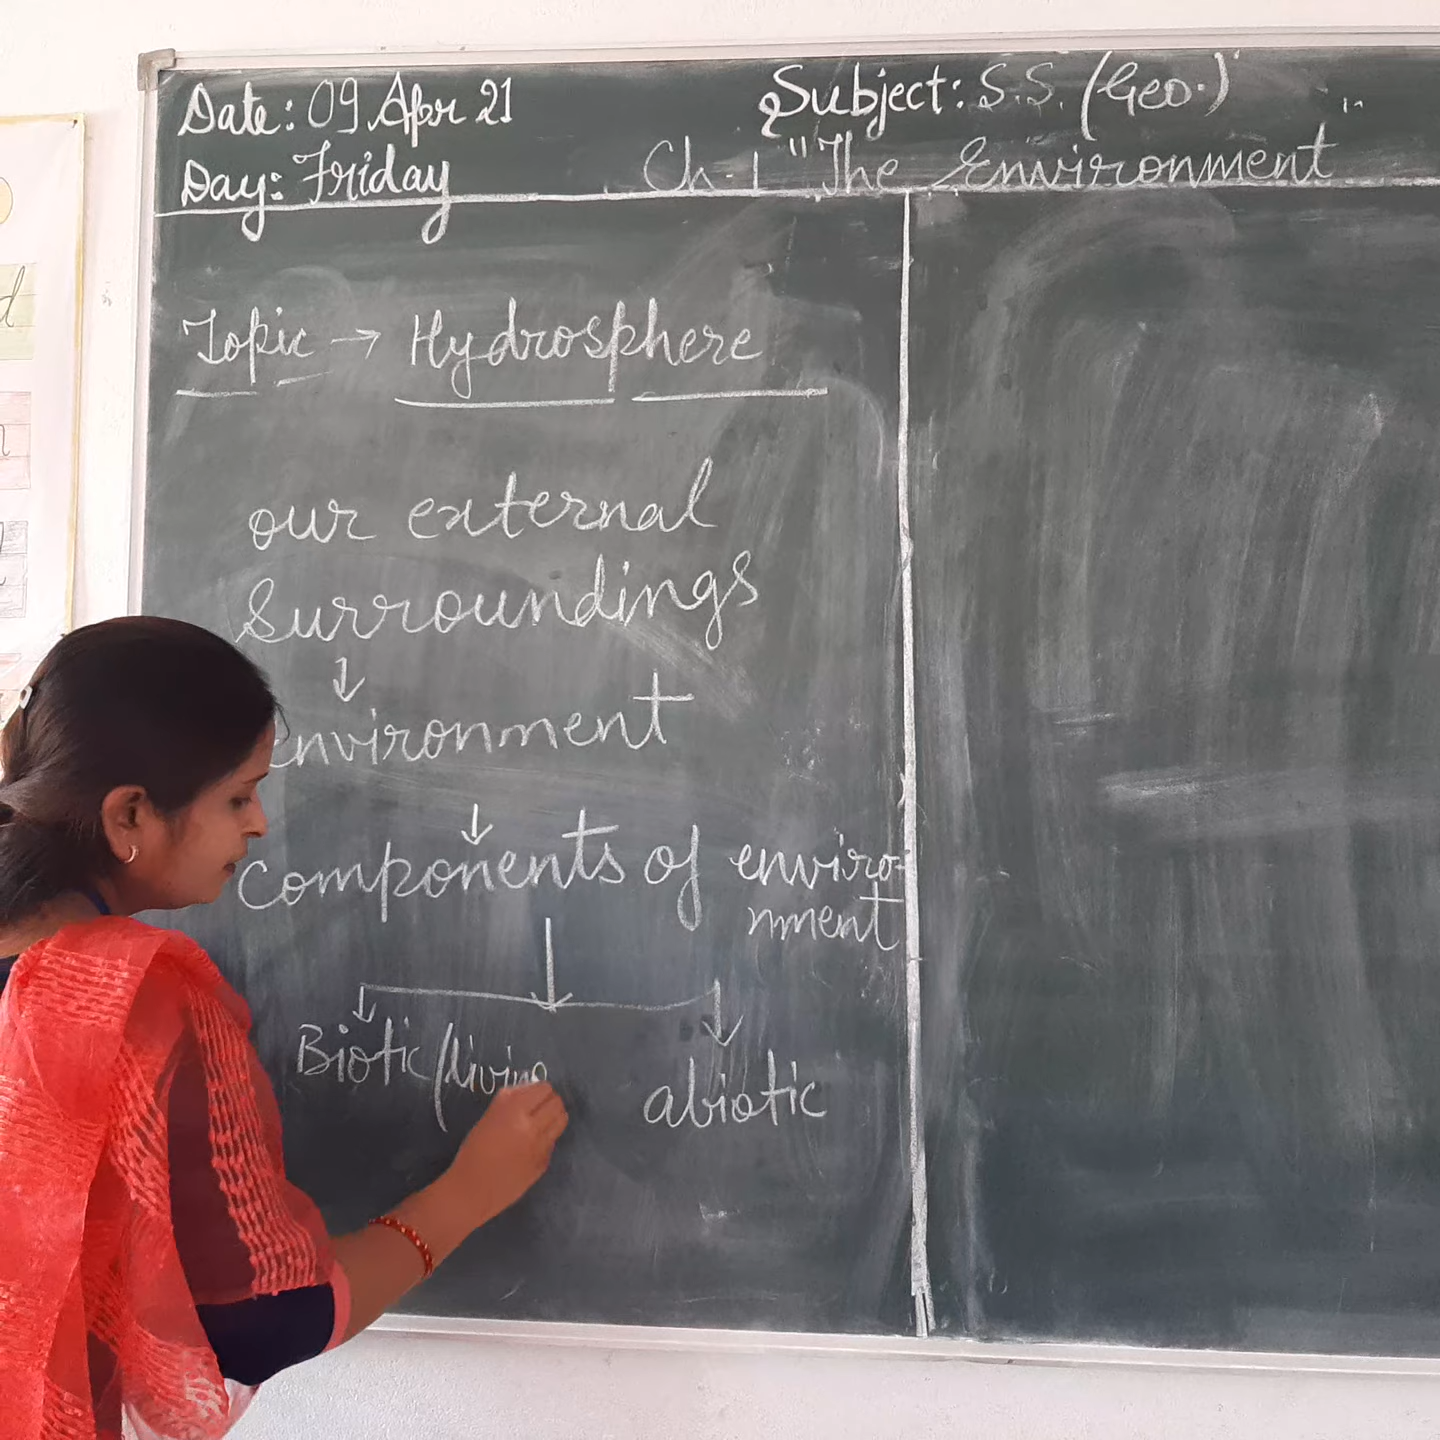 Date: 09 Apr 21
Subject: S.S. (Geo.)
Day: Friday
Ch-1 "The Environment
Topic → Hydrosphere
our external
Surroundings
↓
environment
↓
Components of enviro-
nment
Biotic/living
abiotic